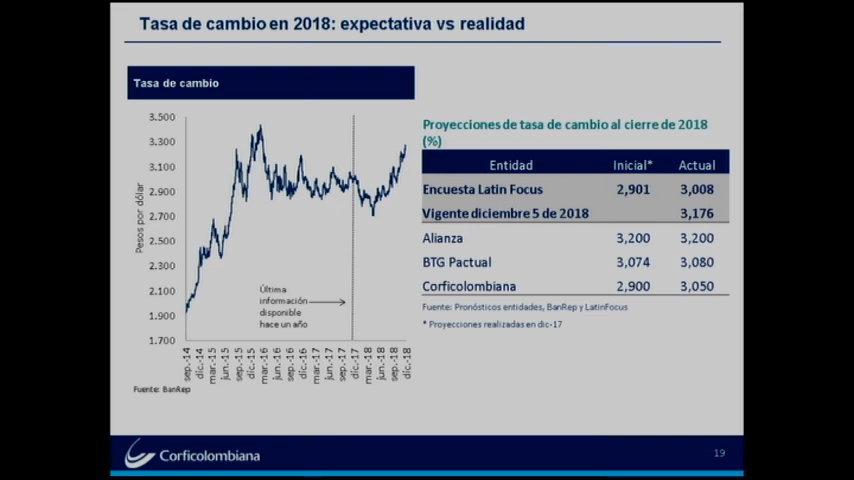 Tasa de cambio en 2018: expectativa vs realidad
Tasa de cambio
Pesos por dólar
3.500
3.300
3.100
2.900
2.700
2.500
2.300
2.100
1.900
1.700
Última
información
disponible
hace un año
sep.-14
dic.-14
mar.-15
jun.-15
sep.-15
dic.-15
mar.-16
jun.-16
sep.-16
dic.-16
mar.-17
jun.-17
sep.-17
dic.-17
mar.-18
jun.-18
sep.-18
dic.-18
Fuente: BanRep
Proyecciones de tasa de cambio al cierre de 2018
(%)
Entidad Inicial* Actual
Encuesta Latin Focus 2,901 3,008
Vigente diciembre 5 de 2018 3,176
Alianza 3,200 3,200
BTG Pactual 3,074 3,080
Corficolombiana 2,900 3,050
Fuente: Pronósticos entidades, BanRep y LatinFocus
* Proyecciones realizadas en dic-17
Corficolombiana
19